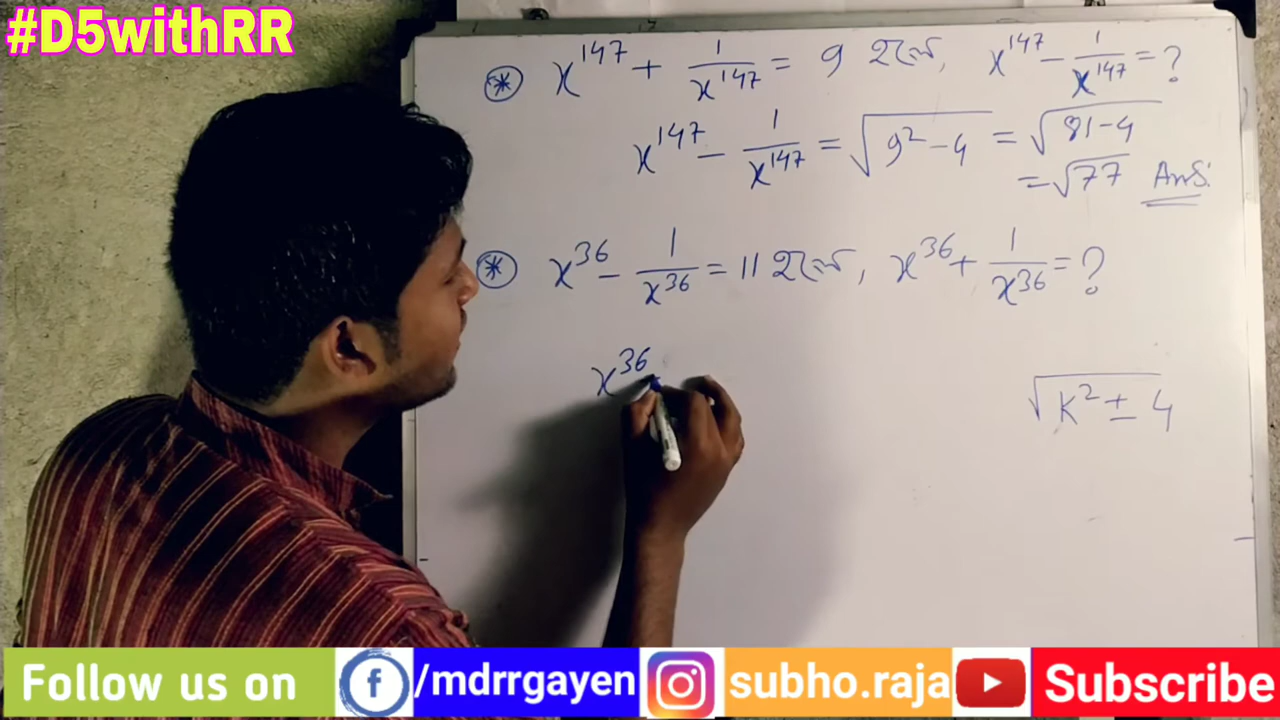 #D5withRR
⊛ x^147 + 1/x^147 = 9 হলে, x^147 - 1/x^147 = ?
x^147 - 1/x^147 = √(9² - 4) = √(81-4)
= √77 Ans:
⊛ x^36 - 1/x^36 = 11 হলে, x^36 + 1/x^36 = ?
x^36
√(K² ± 4)
Follow us on f /mdrrgayen subho.raja Subscribe